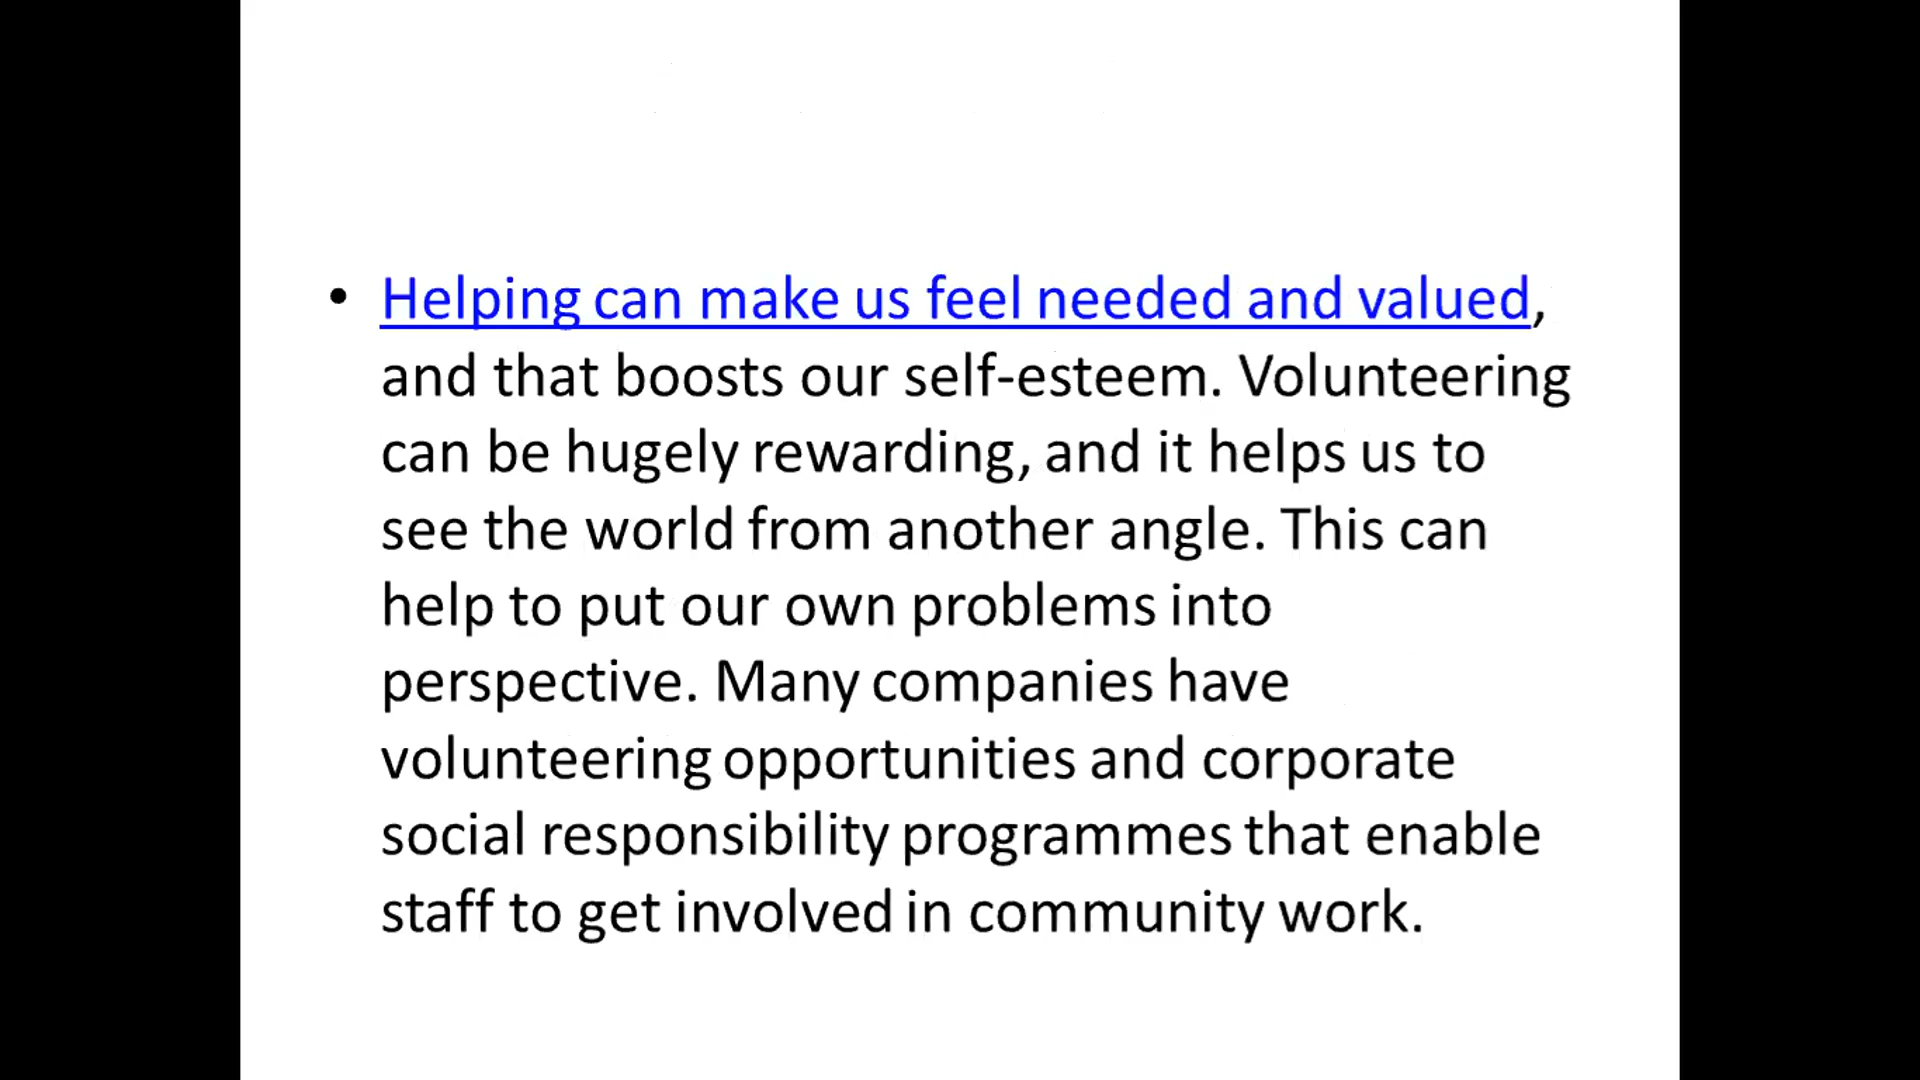 • Helping can make us feel needed and valued,
and that boosts our self-esteem. Volunteering
can be hugely rewarding, and it helps us to
see the world from another angle. This can
help to put our own problems into
perspective. Many companies have
volunteering opportunities and corporate
social responsibility programmes that enable
staff to get involved in community work.